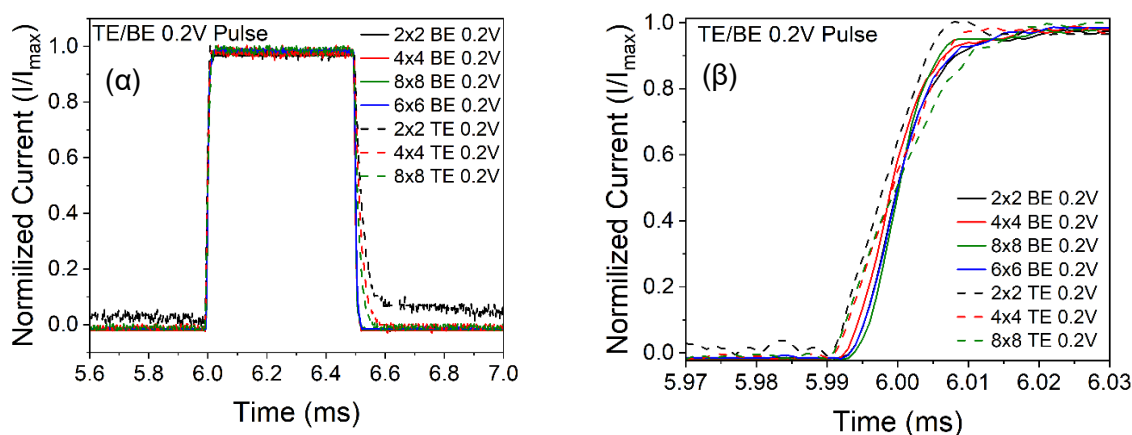 TE/BE 0.2V Pulse
(α)
2x2 BE 0.2V
4x4 BE 0.2V
8x8 BE 0.2V
6x6 BE 0.2V
2x2 TE 0.2V
4x4 TE 0.2V
8x8 TE 0.2V
Normilized Current (I/Imax)
1.0
0.8
0.6
0.4
0.2
0.0
5.6 5.8 6.0 6.2 6.4 6.6 6.8 7.0
Time (ms)
TE/BE 0.2V Pulse
(β)
2x2 BE 0.2V
4x4 BE 0.2V
8x8 BE 0.2V
6x6 BE 0.2V
2x2 TE 0.2V
4x4 TE 0.2V
8x8 TE 0.2V
Normilized Current (I/Imax)
1.0
0.8
0.6
0.4
0.2
0.0
5.97 5.98 5.99 6.00 6.01 6.02 6.03
Time (ms)